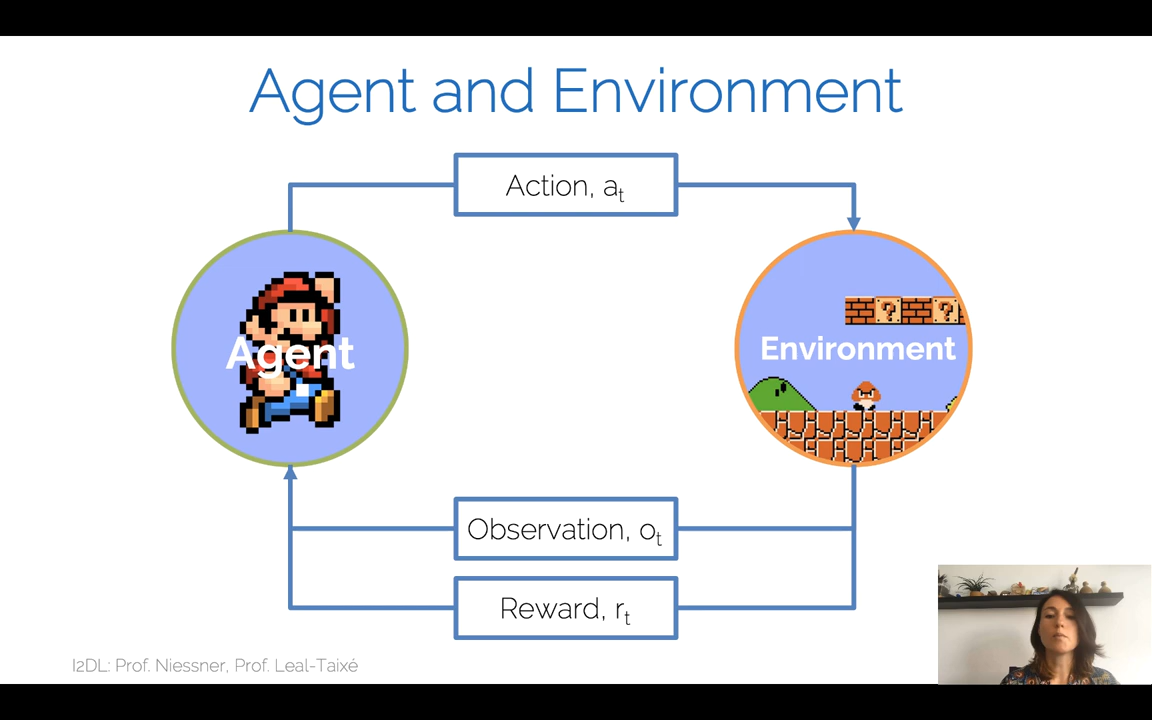 Agent and Environment
Action, aₜ
Agent
Environment
? ?
Observation, oₜ
Reward, rₜ
I2DL: Prof. Niessner, Prof. Leal-Taixé